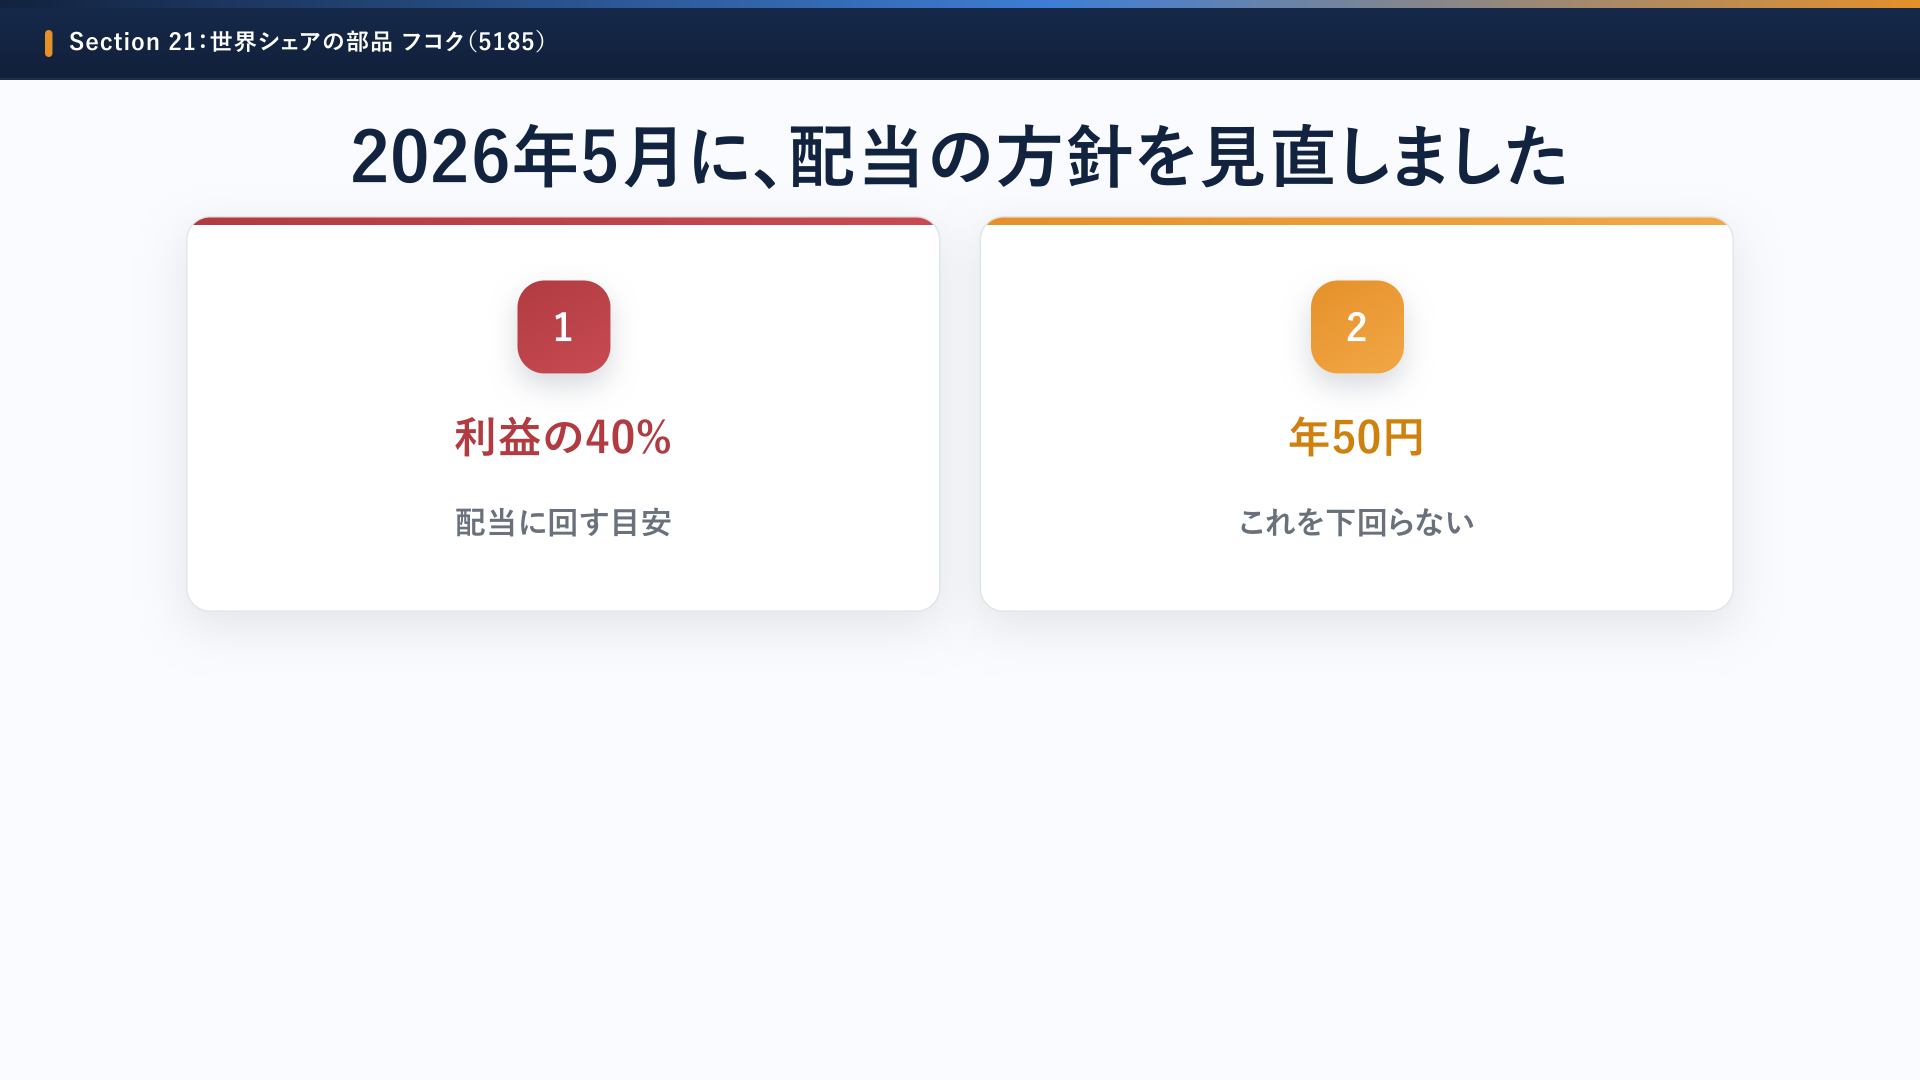 Section 21：世界シェアの部品 フコク（5185）
2026年5月に、配当の方針を見直しました
1
利益の40%
配当に回す目安
2
年50円
これを下回らない